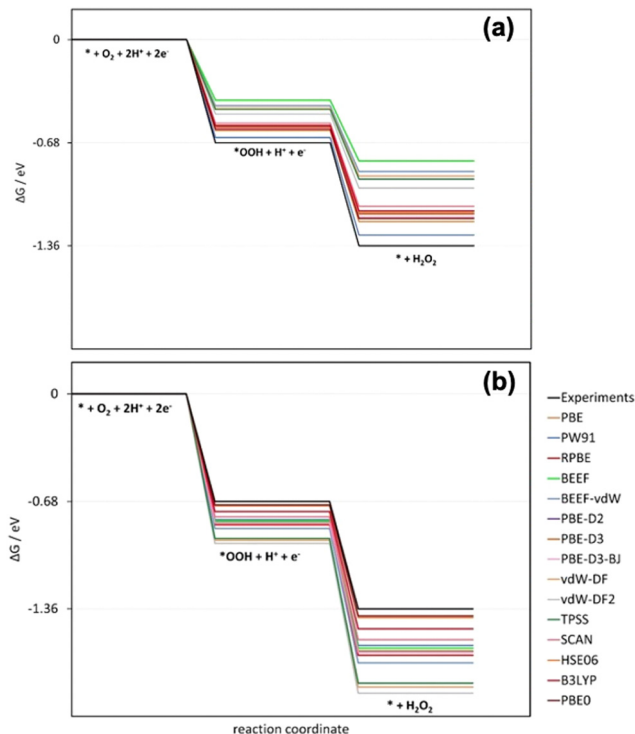 (a)
0
* + O₂ + 2H⁺ + 2e⁻
-0.68
*OOH + H⁺ + e⁻
ΔG / eV
-1.36
* + H₂O₂
(b)
0
* + O₂ + 2H⁺ + 2e⁻
-0.68
ΔG / eV
*OOH + H⁺ + e⁻
-1.36
* + H₂O₂
reaction coordinate
Experiments
PBE
PW91
RPBE
BEEF
BEEF-vdW
PBE-D2
PBE-D3
PBE-D3-BJ
vdW-DF
vdW-DF2
TPSS
SCAN
HSE06
B3LYP
PBE0